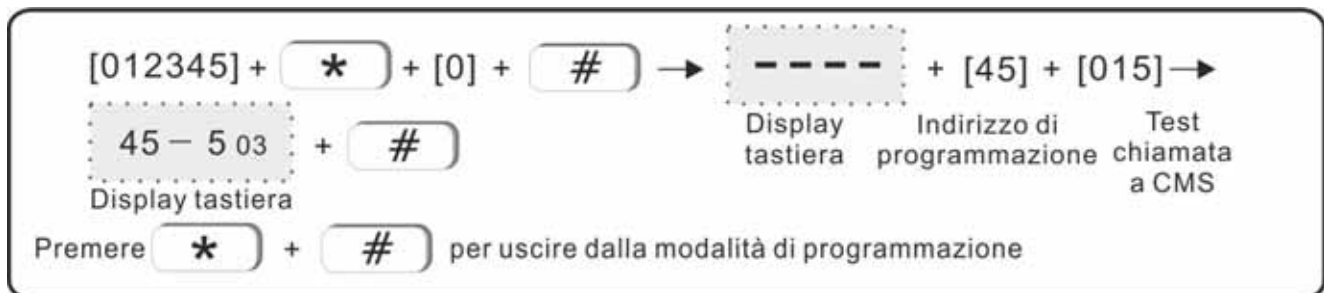 [012345] + * + [0] + # → ---- + [45] + [015] →
Display tastiera Indirizzo di programmazione Test chiamata a CMS
45 – 5 03 + #
Display tastiera
Premere * + # per uscire dalla modalità di programmazione